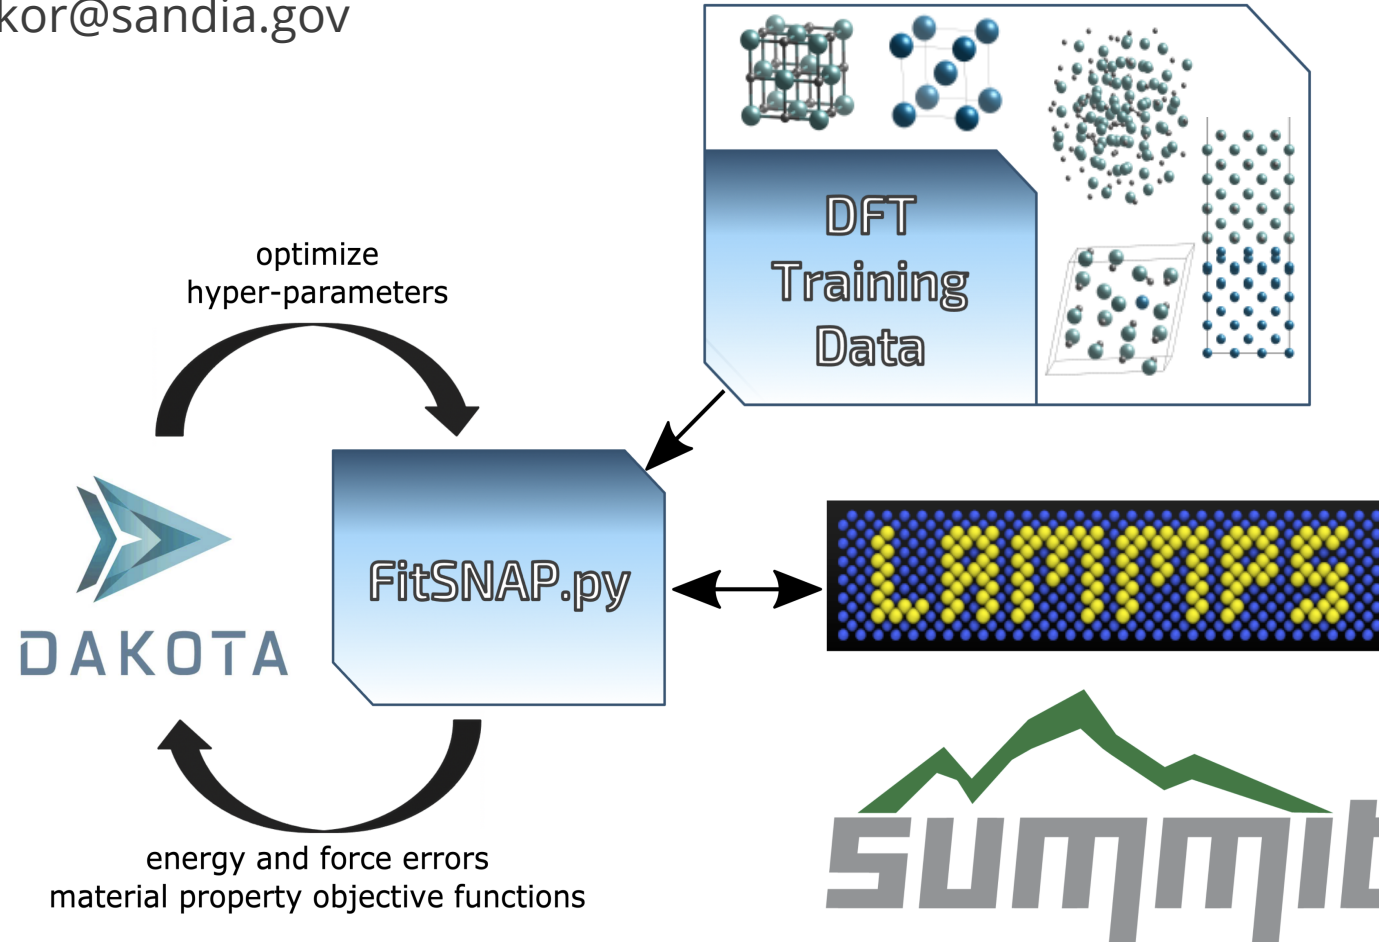 kor@sandia.gov
DFT
Training
Data
optimize
hyper-parameters
FitSNAP.py
DAKOTA
LAMMPS
energy and force errors
material property objective functions
summit